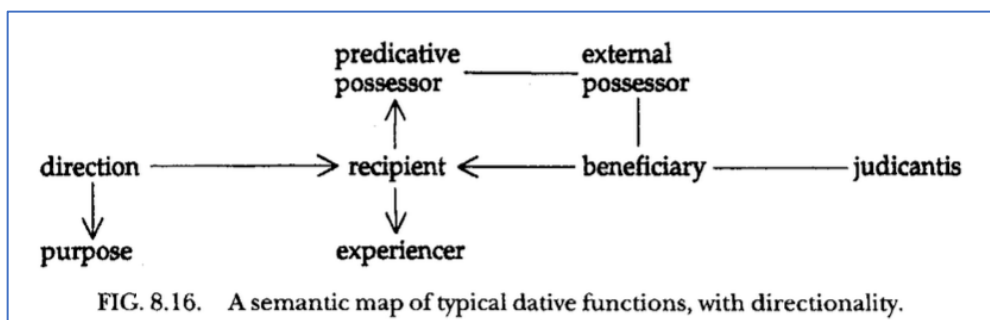 predicative external
possessor possessor
direction recipient beneficiary judicantis
purpose experiencer
FIG. 8.16. A semantic map of typical dative functions, with directionality.